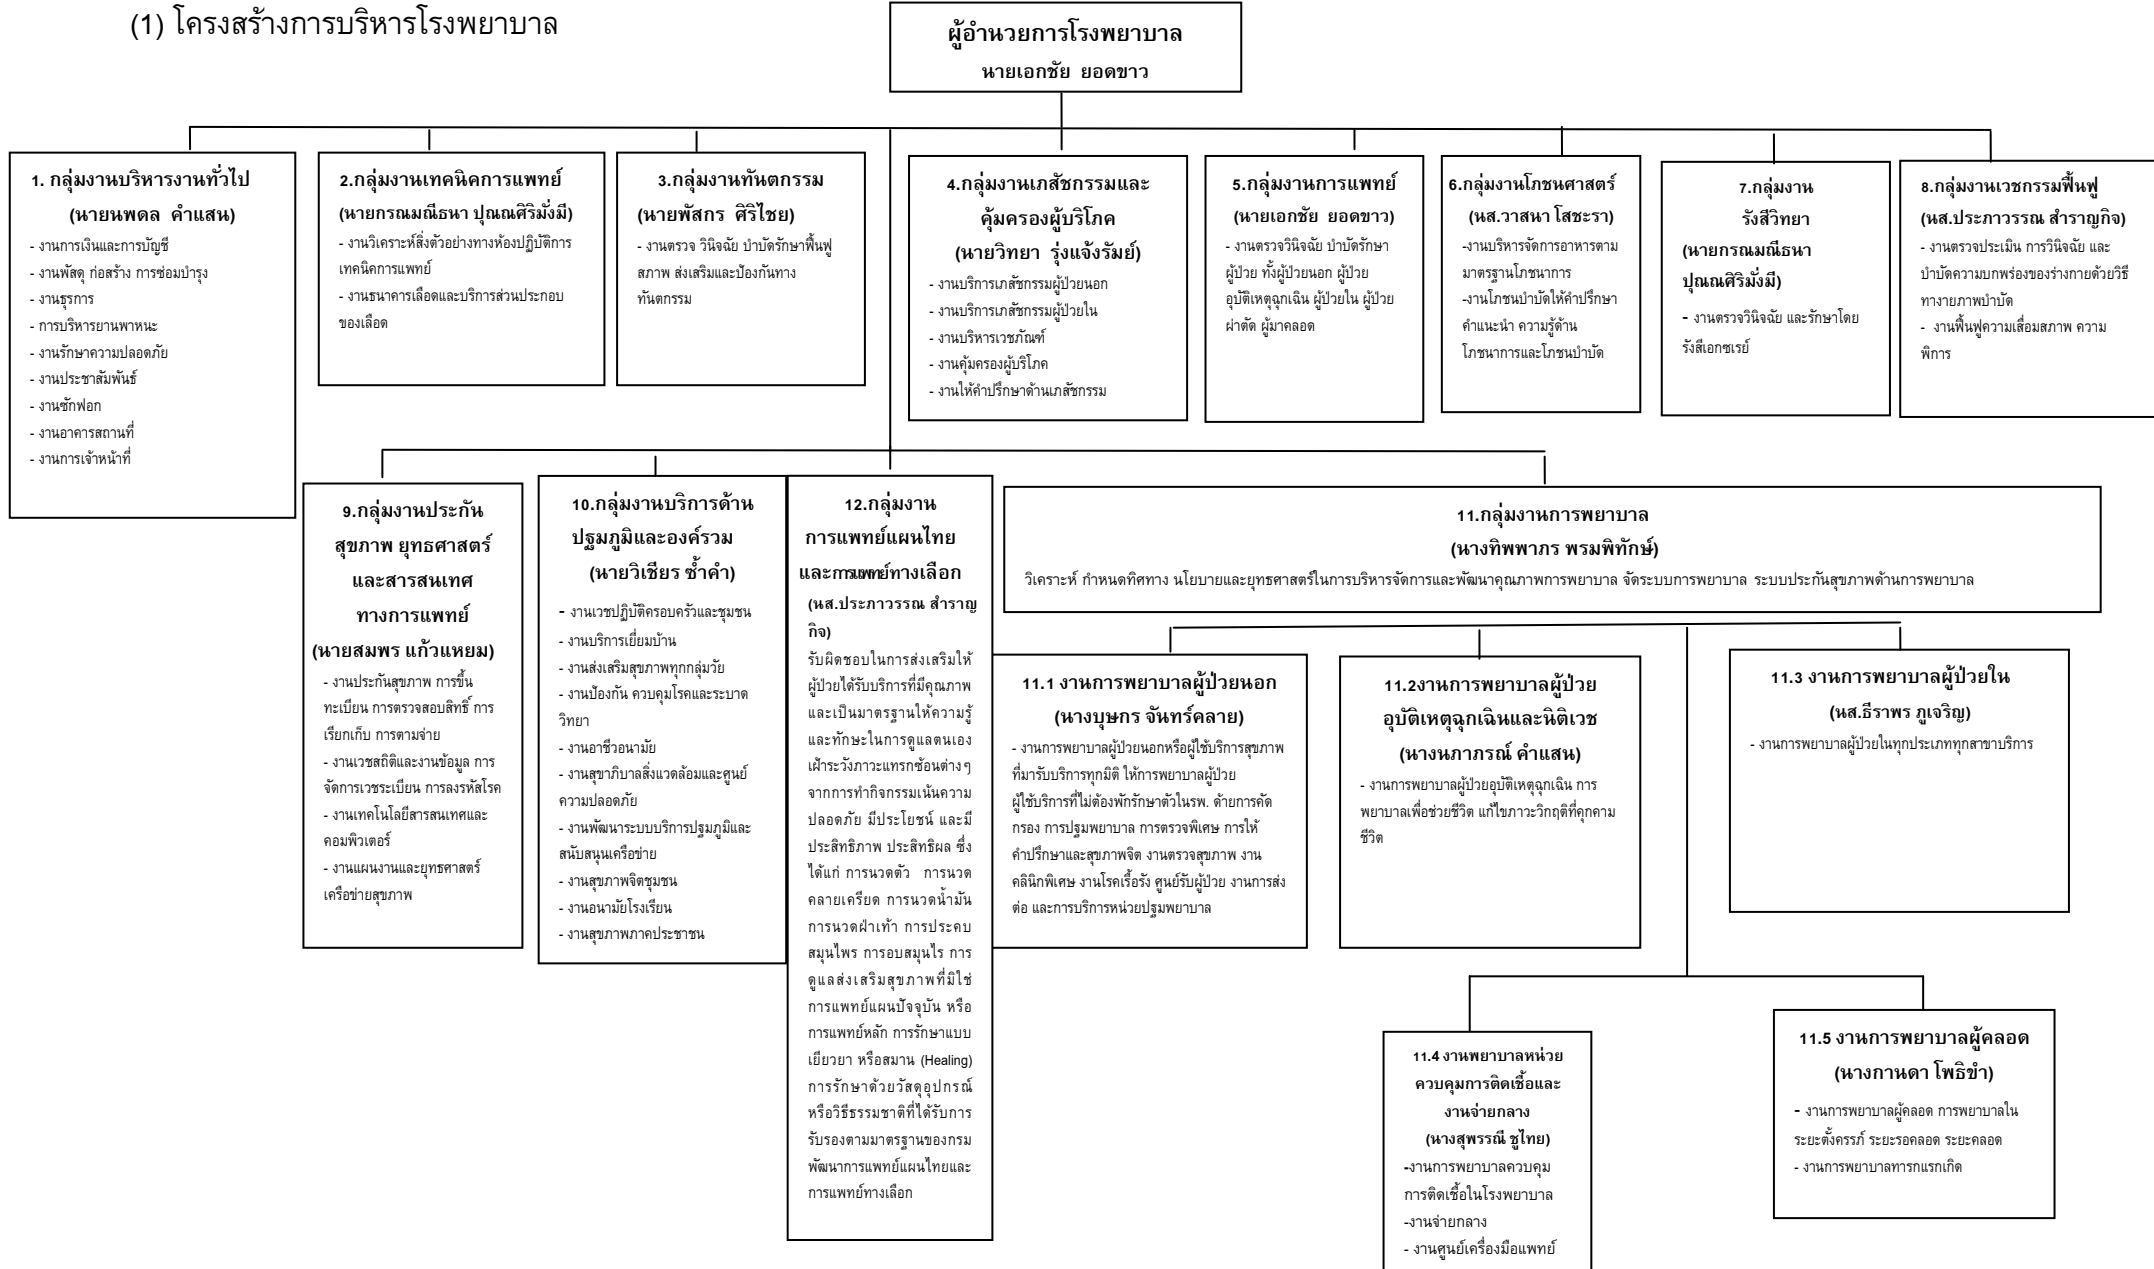 (1) โครงสร้างการบริหารโรงพยาบาล
ผู้อำนวยการโรงพยาบาล
นายเอกชัย ยอดขาว
1. กลุ่มงานบริหารงานทั่วไป
(นายนพดล คำแสน)
- งานการเงินและการบัญชี
- งานพัสดุ ก่อสร้าง การซ่อมบำรุง
- งานธุรการ
- การบริหารยานพาหนะ
- งานรักษาความปลอดภัย
- งานประชาสัมพันธ์
- งานซักฟอก
- งานอาคารสถานที่
- งานการเจ้าหน้าที่
2.กลุ่มงานเทคนิคการแพทย์
(นายกรณมณีธนา ปุณณศิริมั่งมี)
- งานวิเคราะห์สิ่งตัวอย่างทางห้องปฏิบัติการ
เทคนิคการแพทย์
- งานธนาคารเลือดและบริการส่วนประกอบ
ของเลือด
3.กลุ่มงานทันตกรรม
(นายพัสกร ศิริไชย)
- งานตรวจ วินิจฉัย บำบัดรักษาฟื้นฟู
สภาพ ส่งเสริมและป้องกันทาง
ทันตกรรม
4.กลุ่มงานเภสัชกรรมและ
คุ้มครองผู้บริโภค
(นายวิทยา รุ่งแจ้งรัมย์)
- งานบริการเภสัชกรรมผู้ป่วยนอก
- งานบริการเภสัชกรรมผู้ป่วยใน
- งานบริหารเวชภัณฑ์
- งานคุ้มครองผู้บริโภค
- งานให้คำปรึกษาด้านเภสัชกรรม
5.กลุ่มงานการแพทย์
(นายเอกชัย ยอดขาว)
- งานตรวจวินิจฉัย บำบัดรักษา
ผู้ป่วย ทั้งผู้ป่วยนอก ผู้ป่วย
อุบัติเหตุฉุกเฉิน ผู้ป่วยใน ผู้ป่วย
ผ่าตัด ผู้มาคลอด
6.กลุ่มงานโภชนศาสตร์
(นส.วาสนา โสชะรา)
-งานบริหารจัดการอาหารตาม
มาตรฐานโภชนาการ
-งานโภชนบำบัดให้คำปรึกษา
คำแนะนำ ความรู้ด้าน
โภชนาการและโภชนบำบัด
7.กลุ่มงาน
รังสีวิทยา
(นายกรณมณีธนา
ปุณณศิริมั่งมี)
- งานตรวจวินิจฉัย และรักษาโดย
รังสีเอกซเรย์
8.กลุ่มงานเวชกรรมฟื้นฟู
(นส.ประภาวรรณ สำราญกิจ)
- งานตรวจประเมิน การวินิจฉัย และ
บำบัดความบกพร่องของร่างกายด้วยวิธี
ทางายภาพบำบัด
- งานฟื้นฟูความเสื่อมสภาพ ความ
พิการ
9.กลุ่มงานประกัน
สุขภาพ ยุทธศาสตร์
และสารสนเทศ
ทางการแพทย์
(นายสมพร แก้วแหยม)
- งานประกันสุขภาพ การขึ้น
ทะเบียน การตรวจสอบสิทธิ์ การ
เรียกเก็บ การตามจ่าย
- งานเวชสถิติและงานข้อมูล การ
จัดการเวชระเบียน การลงรหัสโรค
- งานเทคโนโลยีสารสนเทศและ
คอมพิวเตอร์
- งานแผนงานและยุทธศาสตร์
เครือข่ายสุขภาพ
10.กลุ่มงานบริการด้าน
ปฐมภูมิและองค์รวม
(นายวิเชียร ซ้ำคำ)
- งานเวชปฏิบัติครอบครัวและชุมชน
- งานบริการเยี่ยมบ้าน
- งานส่งเสริมสุขภาพทุกกลุ่มวัย
- งานป้องกัน ควบคุมโรคและระบาด
วิทยา
- งานอาชีวอนามัย
- งานสุขาภิบาลสิ่งแวดล้อมและศูนย์
ความปลอดภัย
- งานพัฒนาระบบบริการปฐมภูมิและ
สนับสนุนเครือข่าย
- งานสุขภาพจิตชุมชน
- งานอนามัยโรงเรียน
- งานสุขภาพภาคประชาชน
12.กลุ่มงาน
การแพทย์แผนไทย
และการแพทย์ทางเลือก
(นส.ประภาวรรณ สำราญ
กิจ)
รับผิดชอบในการส่งเสริมให้
ผู้ป่วยได้รับบริการที่มีคุณภาพ
และเป็นมาตรฐานให้ความรู้
และทักษะในการดูแลตนเอง
เฝ้าระวังภาวะแทรกซ้อนต่างๆ
จากการทำกิจกรรมเน้นความ
ปลอดภัย มีประโยชน์ และมี
ประสิทธิภาพ ประสิทธิผล ซึ่ง
ได้แก่ การนวดตัว การนวด
คลายเครียด การนวดน้ำมัน
การนวดฝ่าเท้า การประคบ
สมุนไพร การอบสมุนไร การ
ดูแลส่งเสริมสุขภาพที่มิใช่
การแพทย์แผนปัจจุบัน หรือ
การแพทย์หลัก การรักษาแบบ
เยียวยา หรือสมาน (Healing)
การรักษาด้วยวัสดุอุปกรณ์
หรือวิธีธรรมชาติที่ได้รับการ
รับรองตามมาตรฐานของกรม
พัฒนาการแพทย์แผนไทยและ
การแพทย์ทางเลือก
11.กลุ่มงานการพยาบาล
(นางทิพพาภร พรมพิทักษ์)
วิเคราะห์ กำหนดทิศทาง นโยบายและยุทธศาสตร์ในการบริหารจัดการและพัฒนาคุณภาพการพยาบาล จัดระบบการพยาบาล ระบบประกันสุขภาพด้านการพยาบาล
11.1 งานการพยาบาลผู้ป่วยนอก
(นางบุษกร จันทร์คลาย)
- งานการพยาบาลผู้ป่วยนอกหรือผู้ใช้บริการสุขภาพ
ที่มารับบริการทุกมิติ ให้การพยาบาลผู้ป่วย
ผู้ใช้บริการที่ไม่ต้องพักรักษาตัวในรพ. ด้ายการคัด
กรอง การปฐมพยาบาล การตรวจพิเศษ การให้
คำปรึกษาและสุขภาพจิต งานตรวจสุขภาพ งาน
คลินิกพิเศษ งานโรคเรื้อรัง ศูนย์รับผู้ป่วย งานการส่ง
ต่อ และการบริการหน่วยปฐมพยาบาล
11.2งานการพยาบาลผู้ป่วย
อุบัติเหตุฉุกเฉินและนิติเวช
(นางนภาภรณ์ คำแสน)
- งานการพยาบาลผู้ป่วยอุบัติเหตุฉุกเฉิน การ
พยาบาลเพื่อช่วยชีวิต แก้ไขภาวะวิกฤติที่คุกคาม
ชีวิต
11.3 งานการพยาบาลผู้ป่วยใน
(นส.ธีราพร ภูเจริญ)
- งานการพยาบาลผู้ป่วยในทุกประเภททุกสาขาบริการ
11.4 งานพยาบาลหน่วย
ควบคุมการติดเชื้อและ
งานจ่ายกลาง
(นางสุพรรณี ชูไทย)
-งานการพยาบาลควบคุม
การติดเชื้อในโรงพยาบาล
-งานจ่ายกลาง
- งานศูนย์เครื่องมือแพทย์
11.5 งานการพยาบาลผู้คลอด
(นางกานดา โพธิขำ)
- งานการพยาบาลผู้คลอด การพยาบาลใน
ระยะตั้งครรภ์ ระยะรอคลอด ระยะคลอด
- งานการพยาบาลทารกแรกเกิด